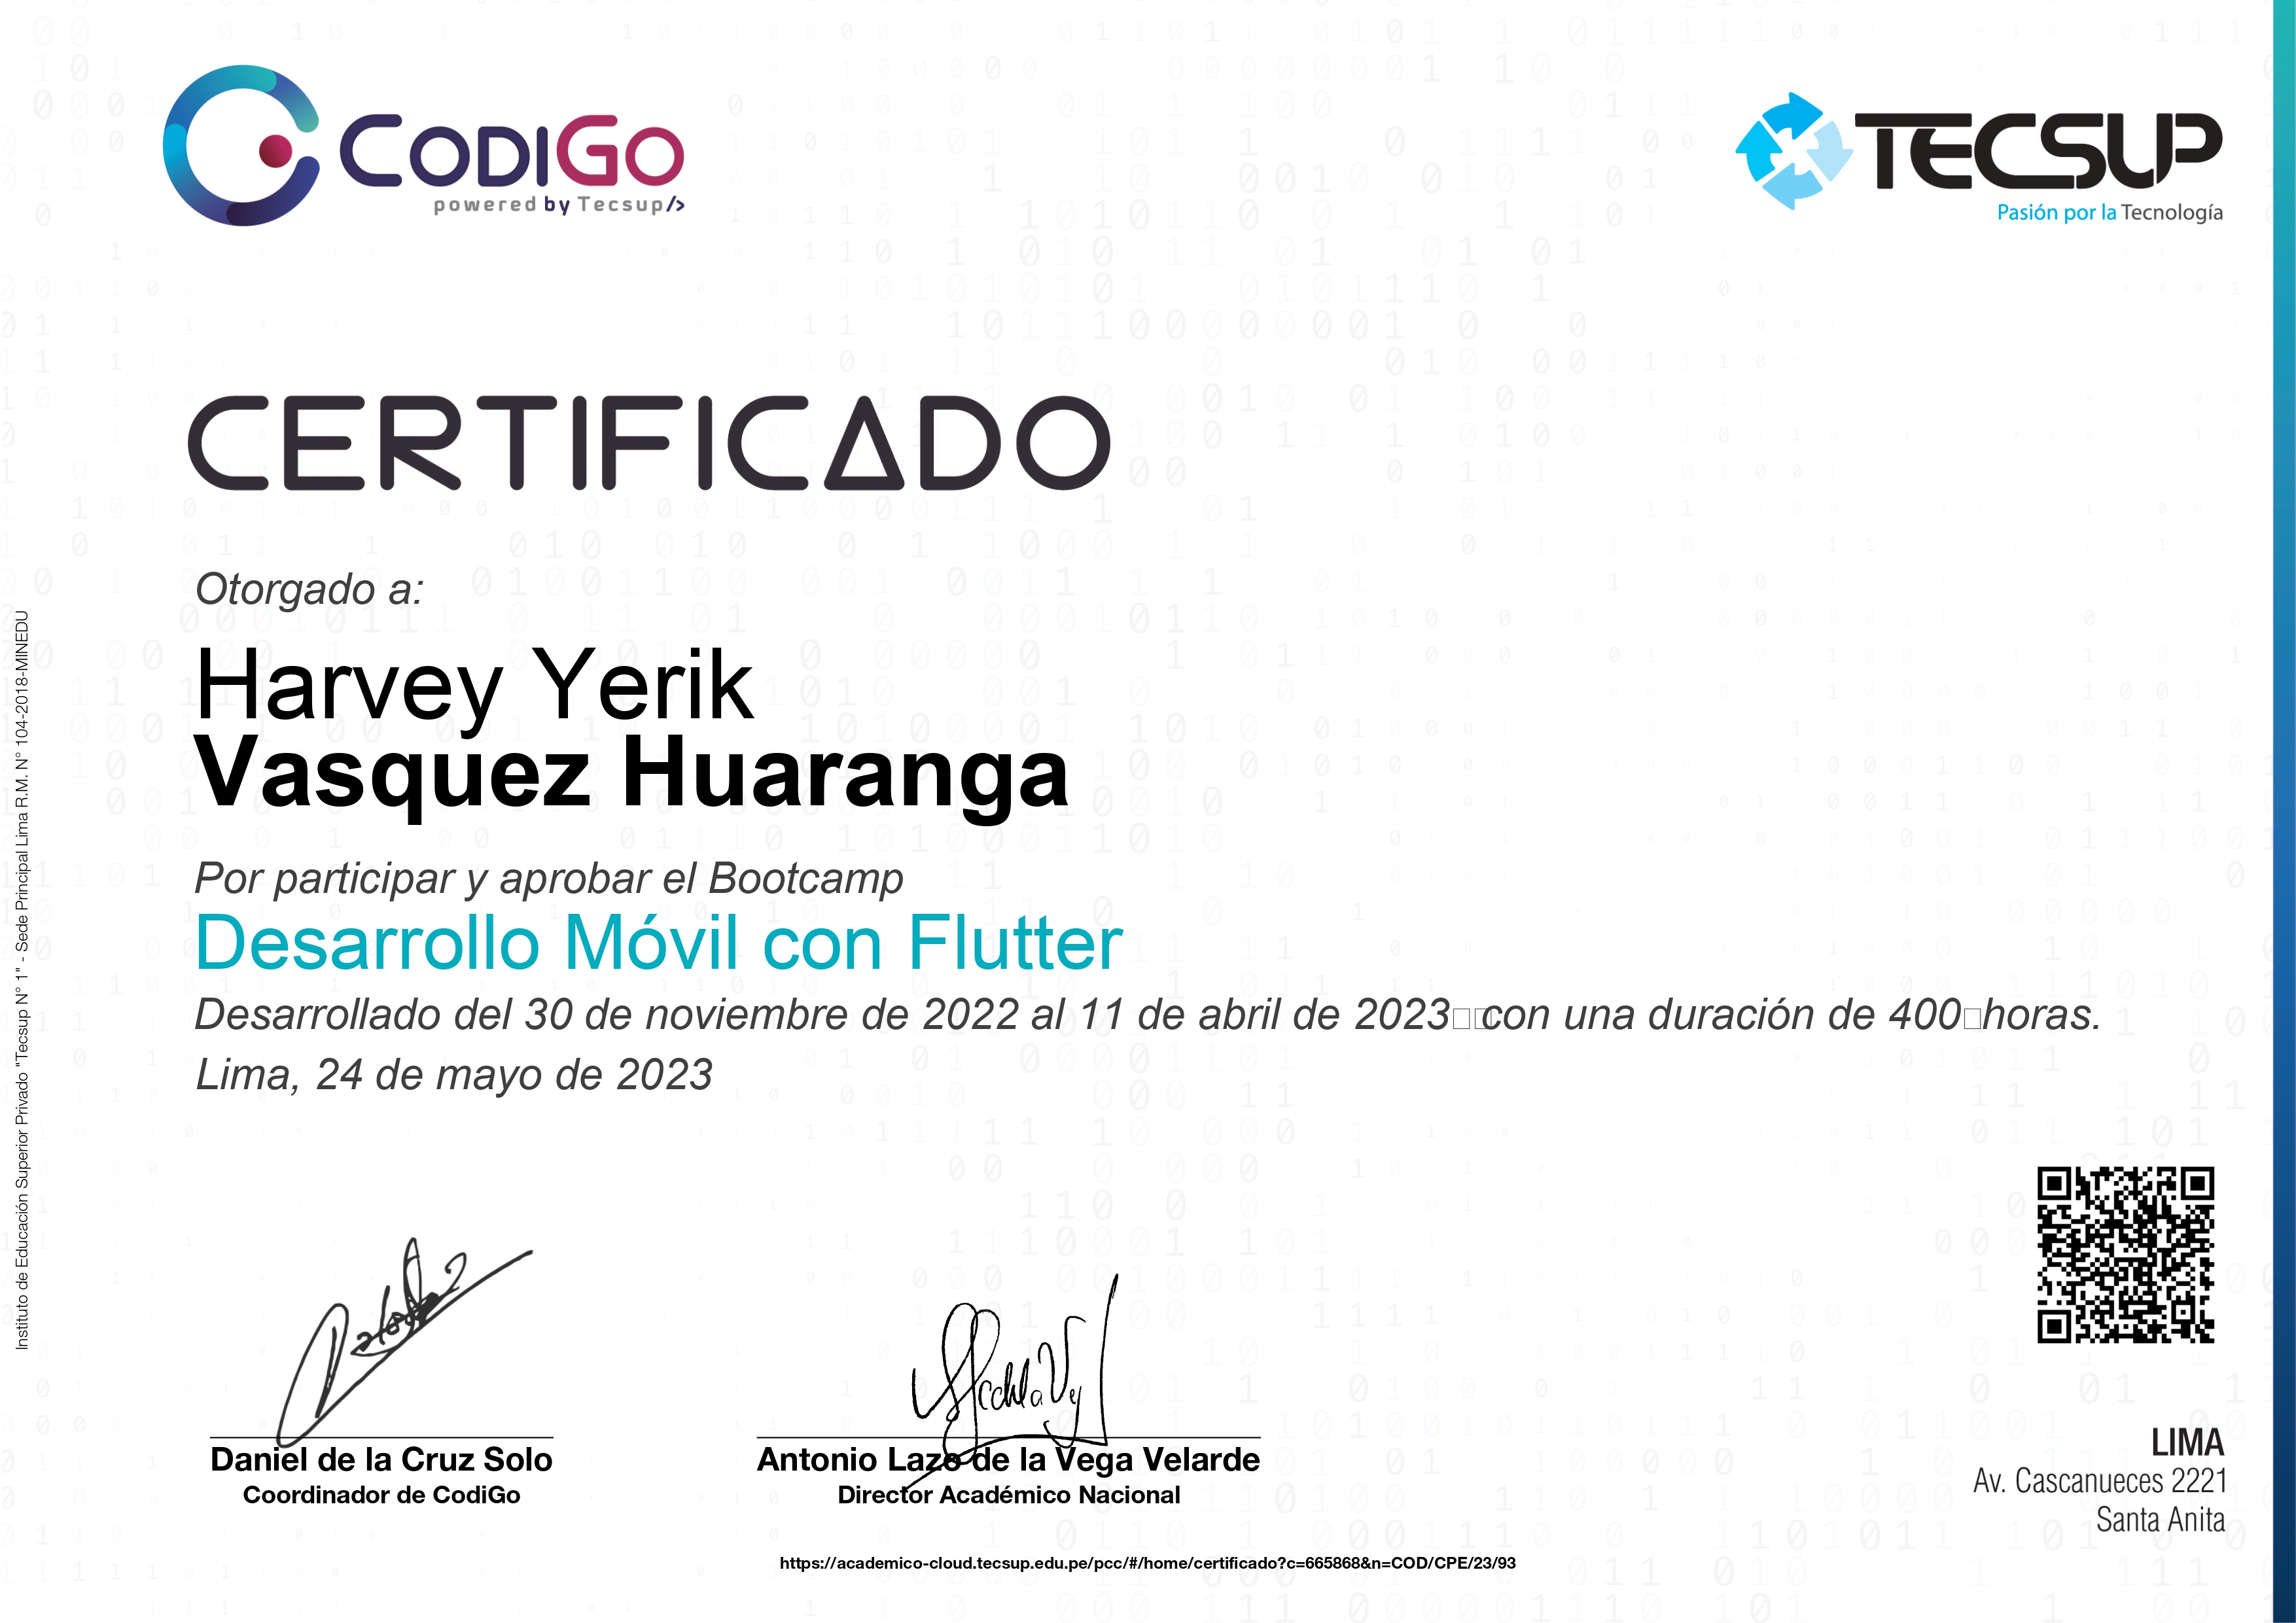 CODIGO
powered by Tecsup/>
TECSUP
Pasión por la Tecnología
CERTIFICADO
Otorgado a:
Harvey Yerik
Vasquez Huaranga
Por participar y aprobar el Bootcamp
Desarrollo Móvil con Flutter
Desarrollado del 30 de noviembre de 2022 al 11 de abril de 2023□□con una duración de 400□horas.
Lima, 24 de mayo de 2023
Instituto de Educación Superior Privado "Tecsup N° 1" - Sede Principal Lima R.M. N° 104-2018-MINEDU
Daniel de la Cruz Solo
Coordinador de CodiGo
Antonio Lazo de la Vega Velarde
Director Académico Nacional
LIMA
Av. Cascanueces 2221
Santa Anita
https://academico-cloud.tecsup.edu.pe/pcc/#/home/certificado?c=665868&n=COD/CPE/23/93